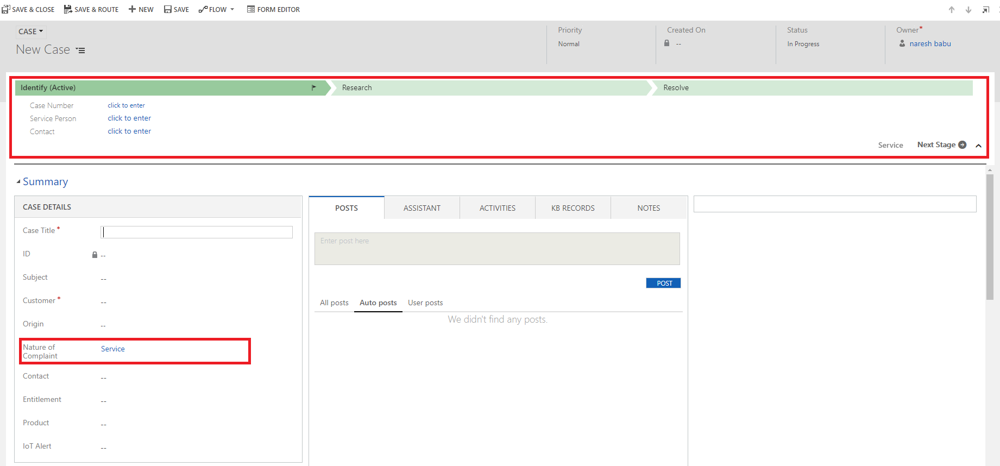 SAVE & CLOSE SAVE & ROUTE NEW SAVE FLOW FORM EDITOR
CASE
New Case
Priority
Normal
Created On
--
Status
In Progress
Owner*
naresh babu
Identify (Active) Research Resolve
Case Number click to enter
Service Person click to enter
Contact click to enter
Service Next Stage
Summary
CASE DETAILS
Case Title *
ID --
Subject --
Customer * --
Origin --
Nature of
Complaint Service
Contact --
Entitlement --
Product --
IoT Alert --
POSTS ASSISTANT ACTIVITIES KB RECORDS NOTES
Enter post here
POST
All posts Auto posts User posts
We didn't find any posts.